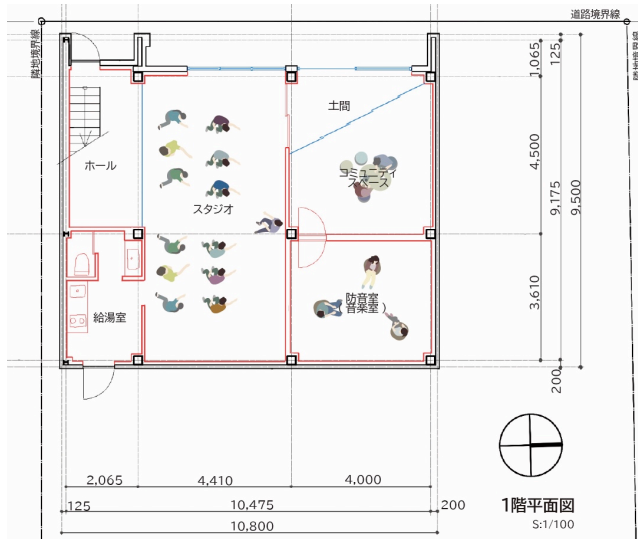 道路境界線
隣地境界線
隣地境界線
125
1,065
土間
ホール
コミュニティ
スペース
4,500
スタジオ
9,175
9,500
防音室
(音楽室)
給湯室
3,610
200
2,065
4,410
4,000
125
10,475
200
10,800
1階平面図
S:1/100